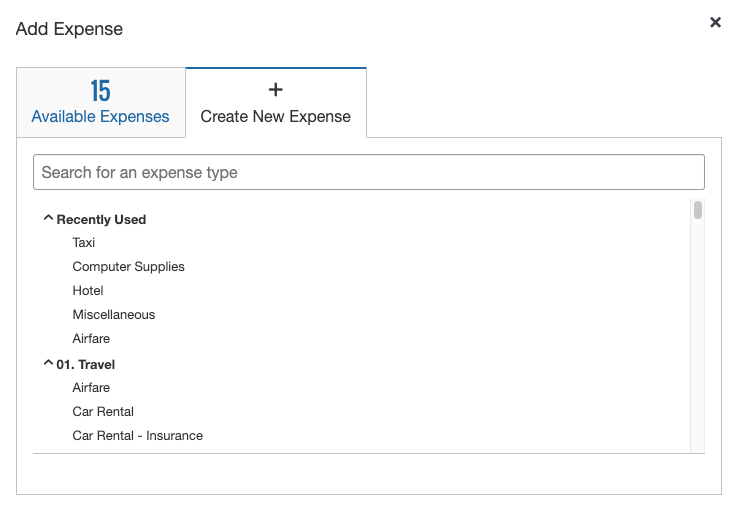 Add Expense
15
Available Expenses
+
Create New Expense
Search for an expense type
Recently Used
Taxi
Computer Supplies
Hotel
Miscellaneous
Airfare
01. Travel
Airfare
Car Rental
Car Rental - Insurance